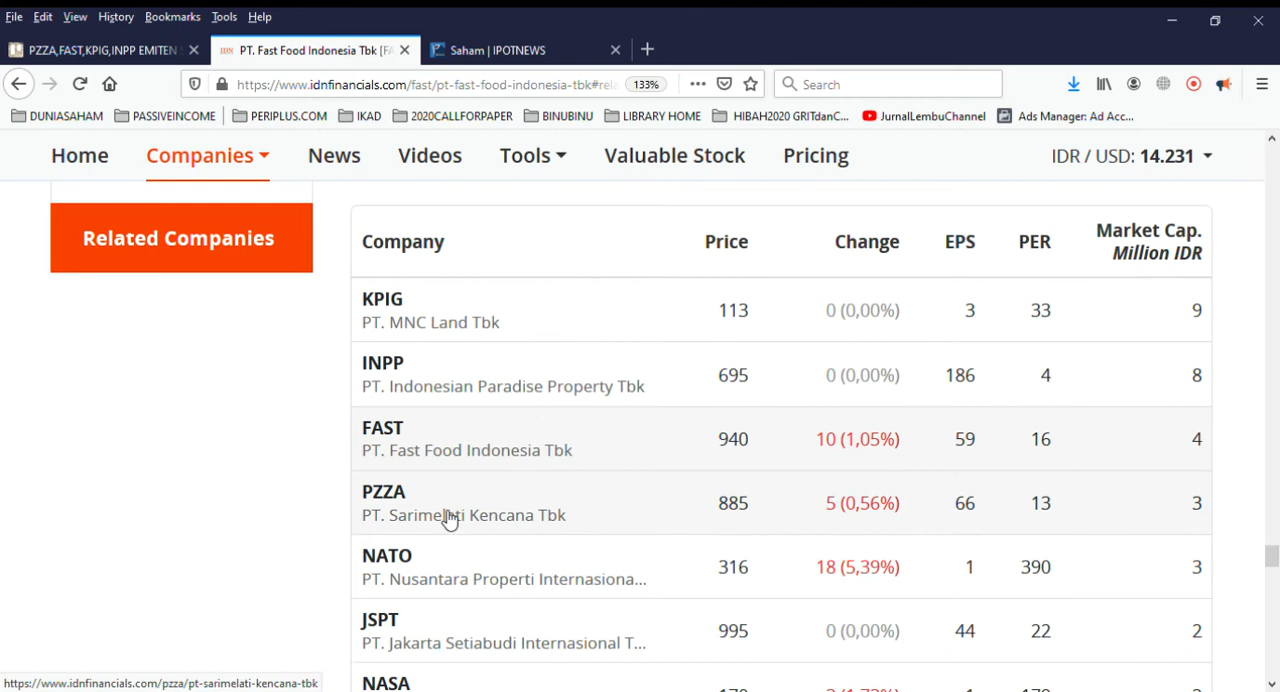 File Edit View History Bookmarks Tools Help
PZZA,FAST,KPIG,INPP EMITEN
IDN PT. Fast Food Indonesia Tbk [FA
Saham | IPOTNEWS
https://www.idnfinancials.com/fast/pt-fast-food-indonesia-tbk#rela 133% Search
DUNIASAHAM PASSIVEINCOME PERIPLUS.COM IKAD 2020CALLFORPAPER BINUBINU LIBRARY HOME HIBAH2020 GRITdanC... JurnalLembuChannel Ads Manager: Ad Acc...
Home Companies News Videos Tools Valuable Stock Pricing IDR / USD: 14.231
Related Companies
Company Price Change EPS PER Market Cap.
Million IDR
KPIG 113 0 (0,00%) 3 33 9
PT. MNC Land Tbk
INPP 695 0 (0,00%) 186 4 8
PT. Indonesian Paradise Property Tbk
FAST 940 10 (1,05%) 59 16 4
PT. Fast Food Indonesia Tbk
PZZA 885 5 (0,56%) 66 13 3
PT. Sarimelati Kencana Tbk
NATO 316 18 (5,39%) 1 390 3
PT. Nusantara Properti Internasiona...
JSPT 995 0 (0,00%) 44 22 2
PT. Jakarta Setiabudi Internasional T...
NASA
https://www.idnfinancials.com/pzza/pt-sarimelati-kencana-tbk